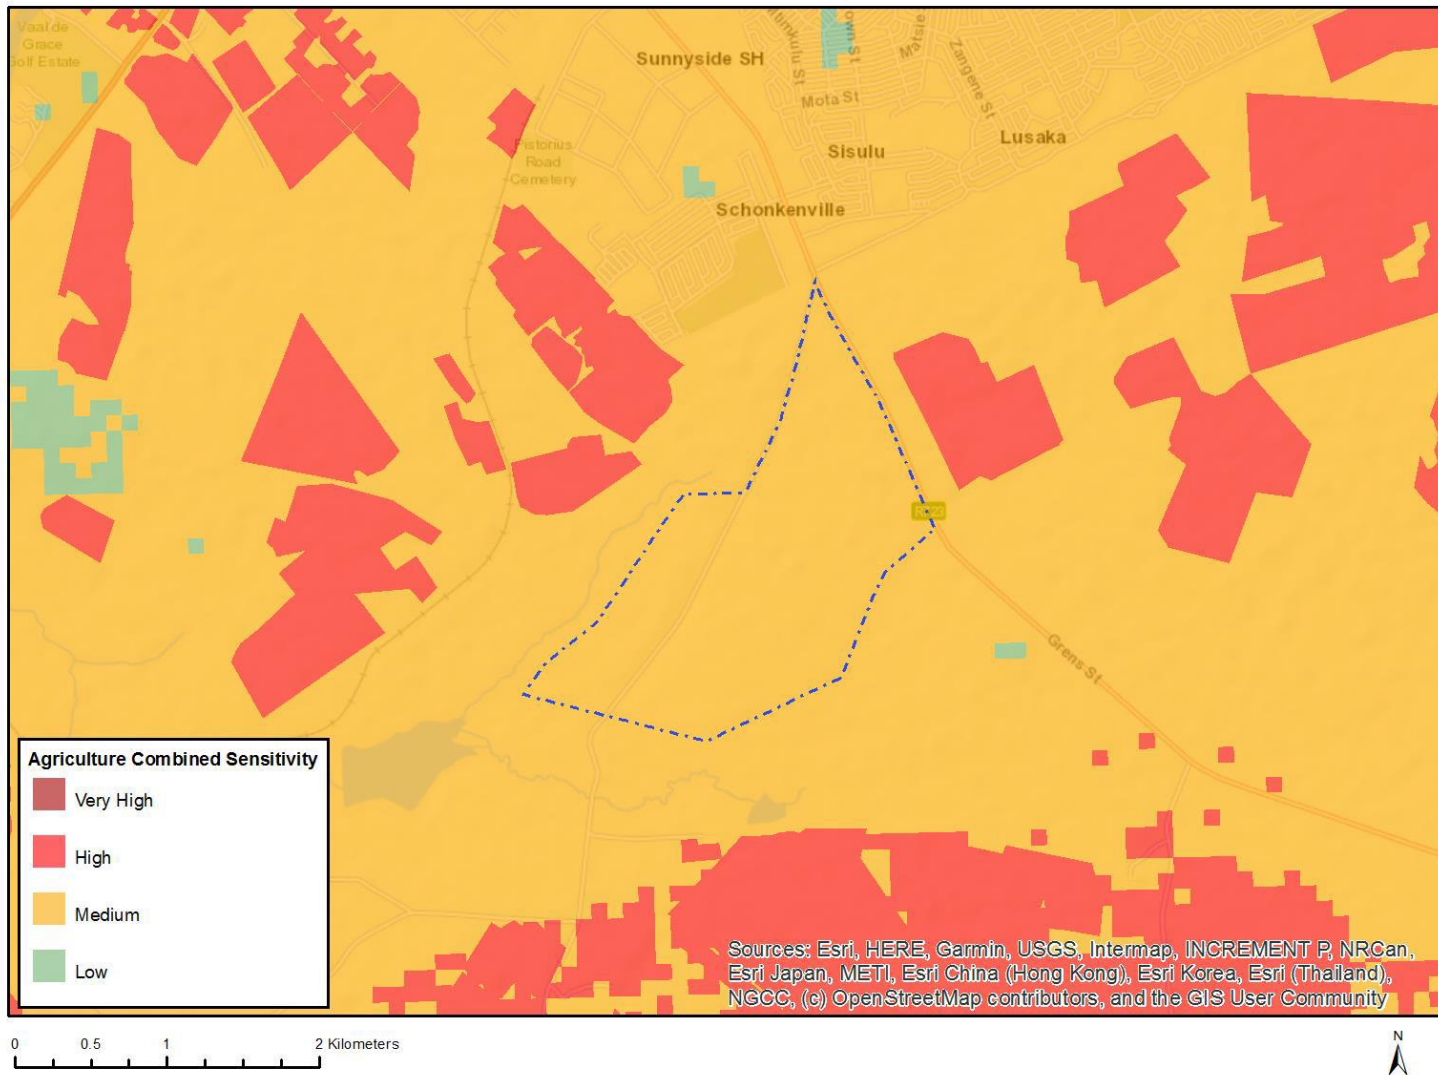 Vaal de
Grace
Golf Estate
Sunnyside SH
Mota St
Zangene St
Lusaka
Sisulu
Pistorius
Road
Cemetery
Schonkenville
Grens St
Agriculture Combined Sensitivity
Very High
High
Medium
Low
Sources: Esri, HERE, Garmin, USGS, Intermap, INCREMENT P, NRCan,
Esri Japan, METI, Esri China (Hong Kong), Esri Korea, Esri (Thailand),
NGCC, (c) OpenStreetMap contributors, and the GIS User Community
0 0.5 1 2 Kilometers
N